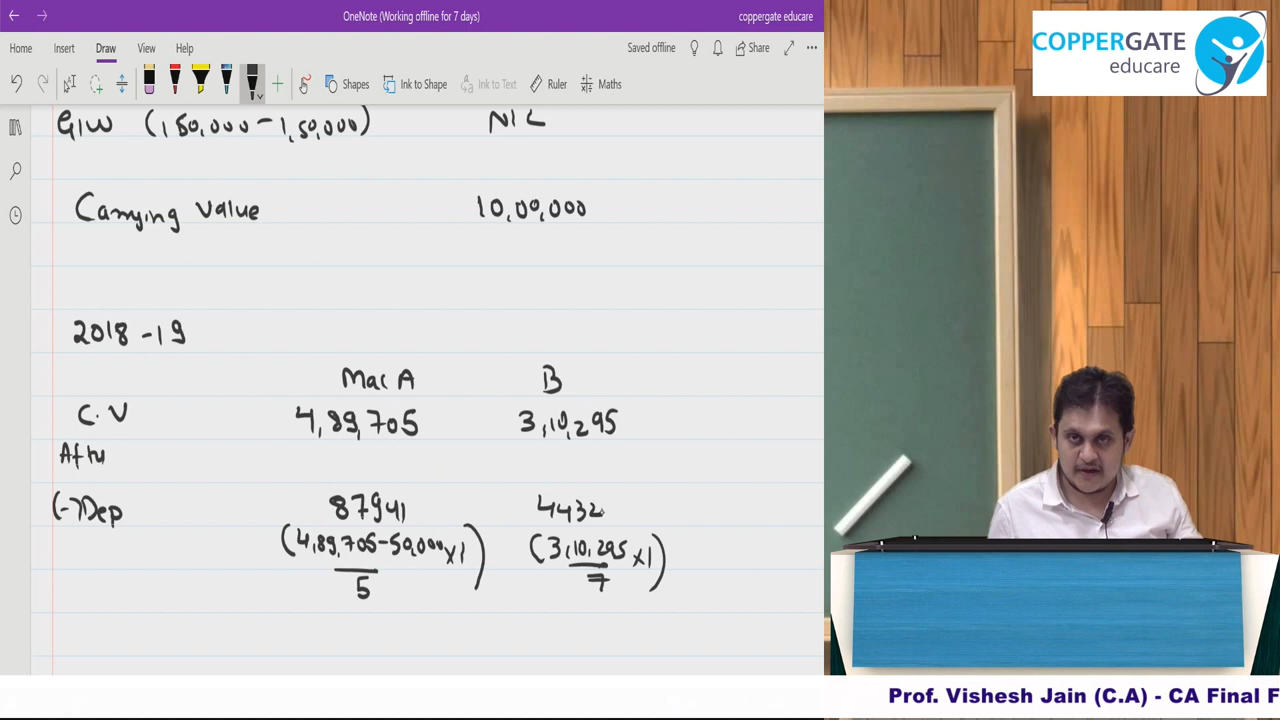 OneNote (Working offline for 7 days)
coppergate educare
Home Insert Draw View Help
Saved offline Share
Shapes Ink to Shape Ink to Text Ruler Maths
COPPERGATE
educare
G/W (1,50,000 - 1,50,000) NIL
Carrying value 10,00,000
2018 - 19
Mac A B
C.V 4,89,705 3,10,295
After
(-) Dep 87941 4432
(4,89,705-50,000 x 1) (3,10,295 x 1)
5 7
Prof. Vishesh Jain (C.A) - CA Final F